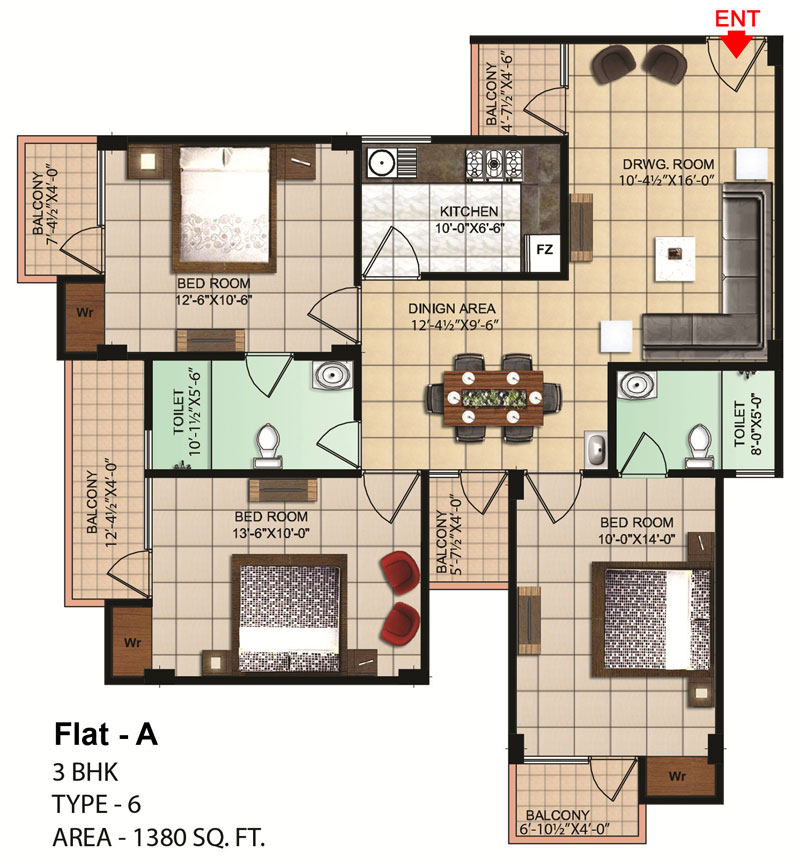 ENT
BALCONY
4'-7½"X4'-6"
DRWG. ROOM
10'-4½"X16'-0"
BALCONY
7'-4½"X4'-0"
KITCHEN
10'-0"X6'-6"
FZ
BED ROOM
12'-6"X10'-6"
Wr
DINIGN AREA
12'-4½"X9'-6"
TOILET
10'-1½"X5'-6"
TOILET
8'-0"X5'-0"
BALCONY
12'-4½"X4'-0"
BED ROOM
13'-6"X10'-0"
BALCONY
5'-7½"X4'-0"
BED ROOM
10'-0"X14'-0"
Wr
Wr
BALCONY
6'-10½"X4'-0"
Flat - A
3 BHK
TYPE - 6
AREA - 1380 SQ. FT.